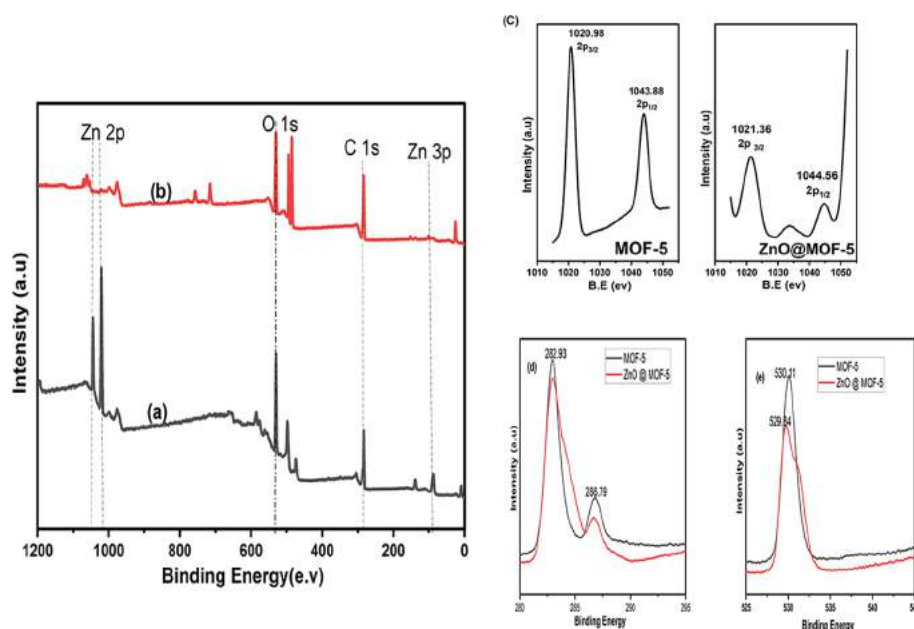 Intensity (a.u)
Zn 2p
O 1s
C 1s
Zn 3p
(b)
(a)
1200 1000 800 600 400 200 0
Binding Energy(e.v)
(C)
Intensity (a.u)
1020.98
2p3/2
1043.88
2p1/2
MOF-5
1010 1020 1030 1040 1050
B.E (ev)
Intensity (a.u)
1021.36
2p 3/2
1044.56
2p1/2
ZnO@MOF-5
1010 1020 1030 1040 1050
B.E (ev)
Intensity (a.u)
(d)
282.93
MOF-5
ZnO @ MOF-5
286.79
280 285 290 295
Binding Energy
Intensity (a.u)
(e)
530.11
529.84
MOF-5
ZnO @ MOF-5
525 530 535 540
Binding Energy